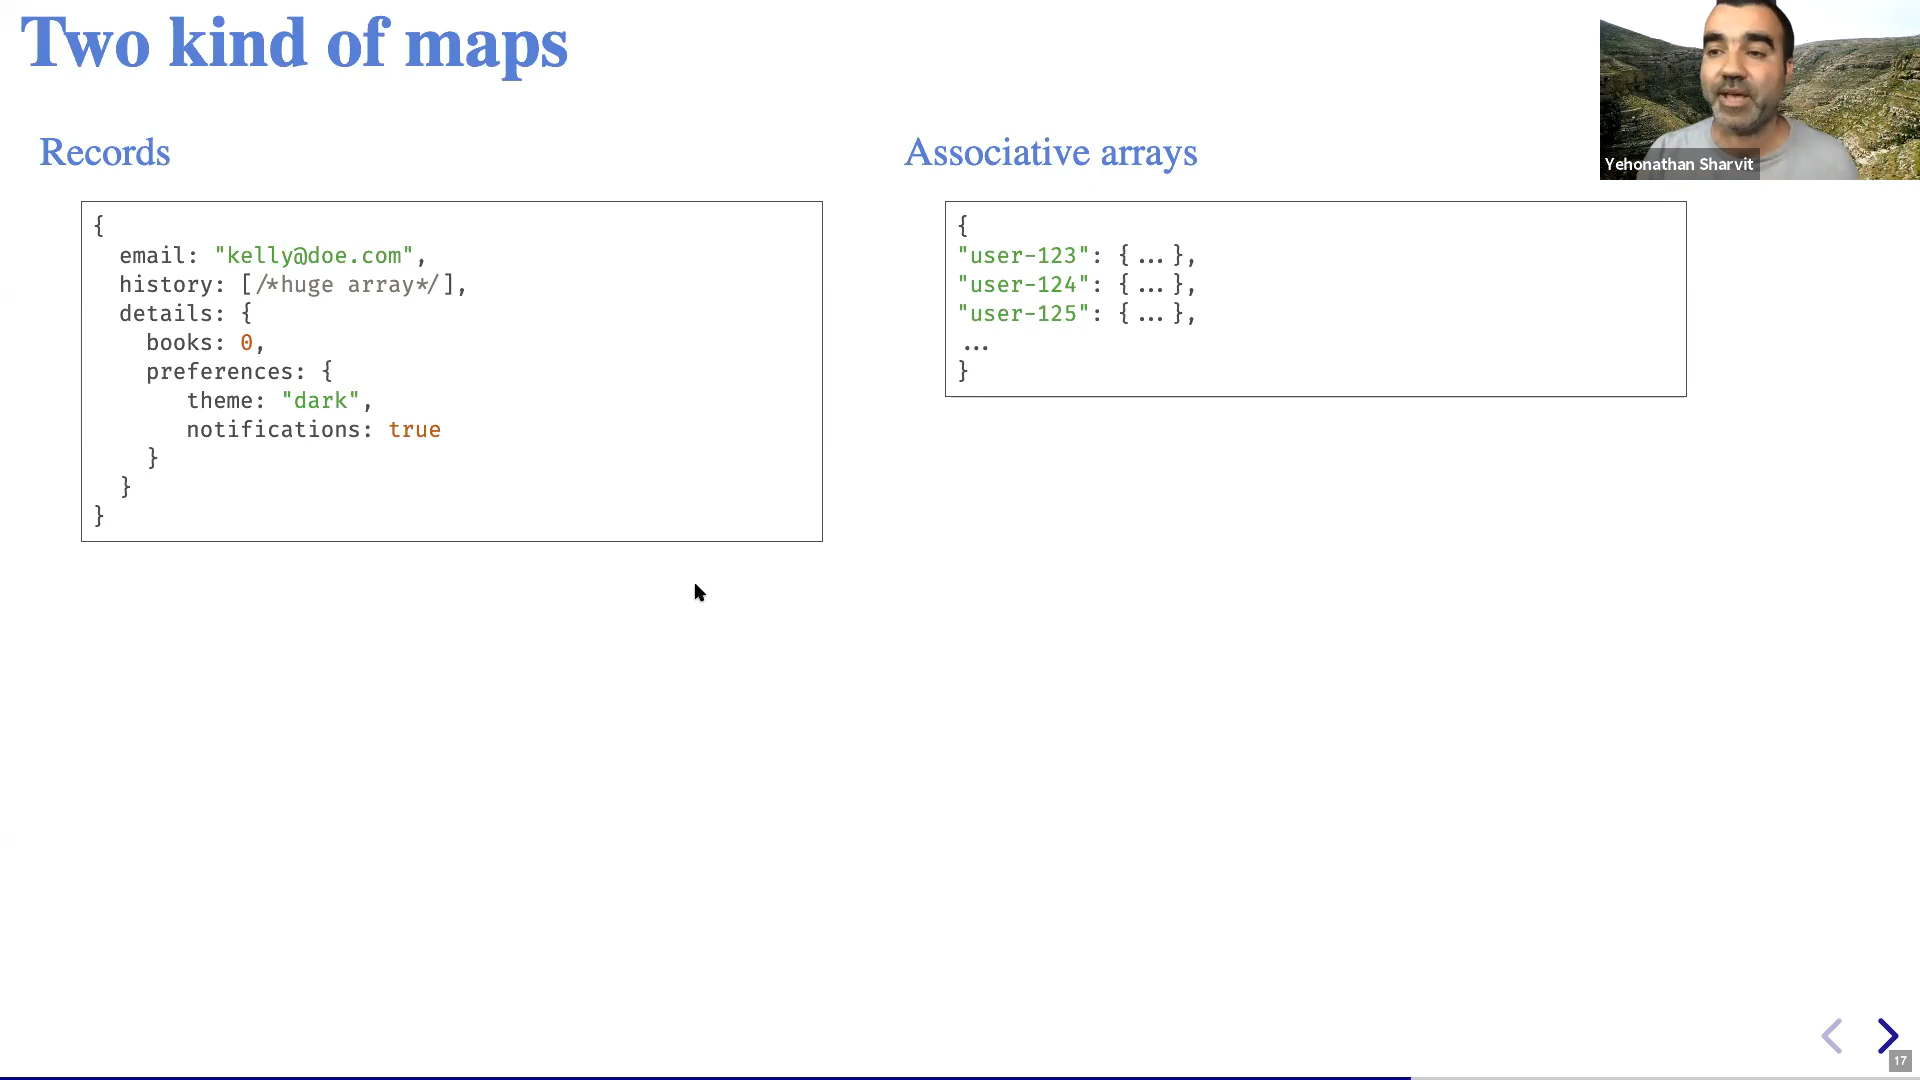 Two kind of maps
Records
{
  email: "kelly@doe.com",
  history: [/*huge array*/],
  details: {
    books: 0,
    preferences: {
       theme: "dark",
       notifications: true
    }
  }
}
Associative arrays
{
"user-123": {...},
"user-124": {...},
"user-125": {...},
...
}
Yehonathan Sharvit
17